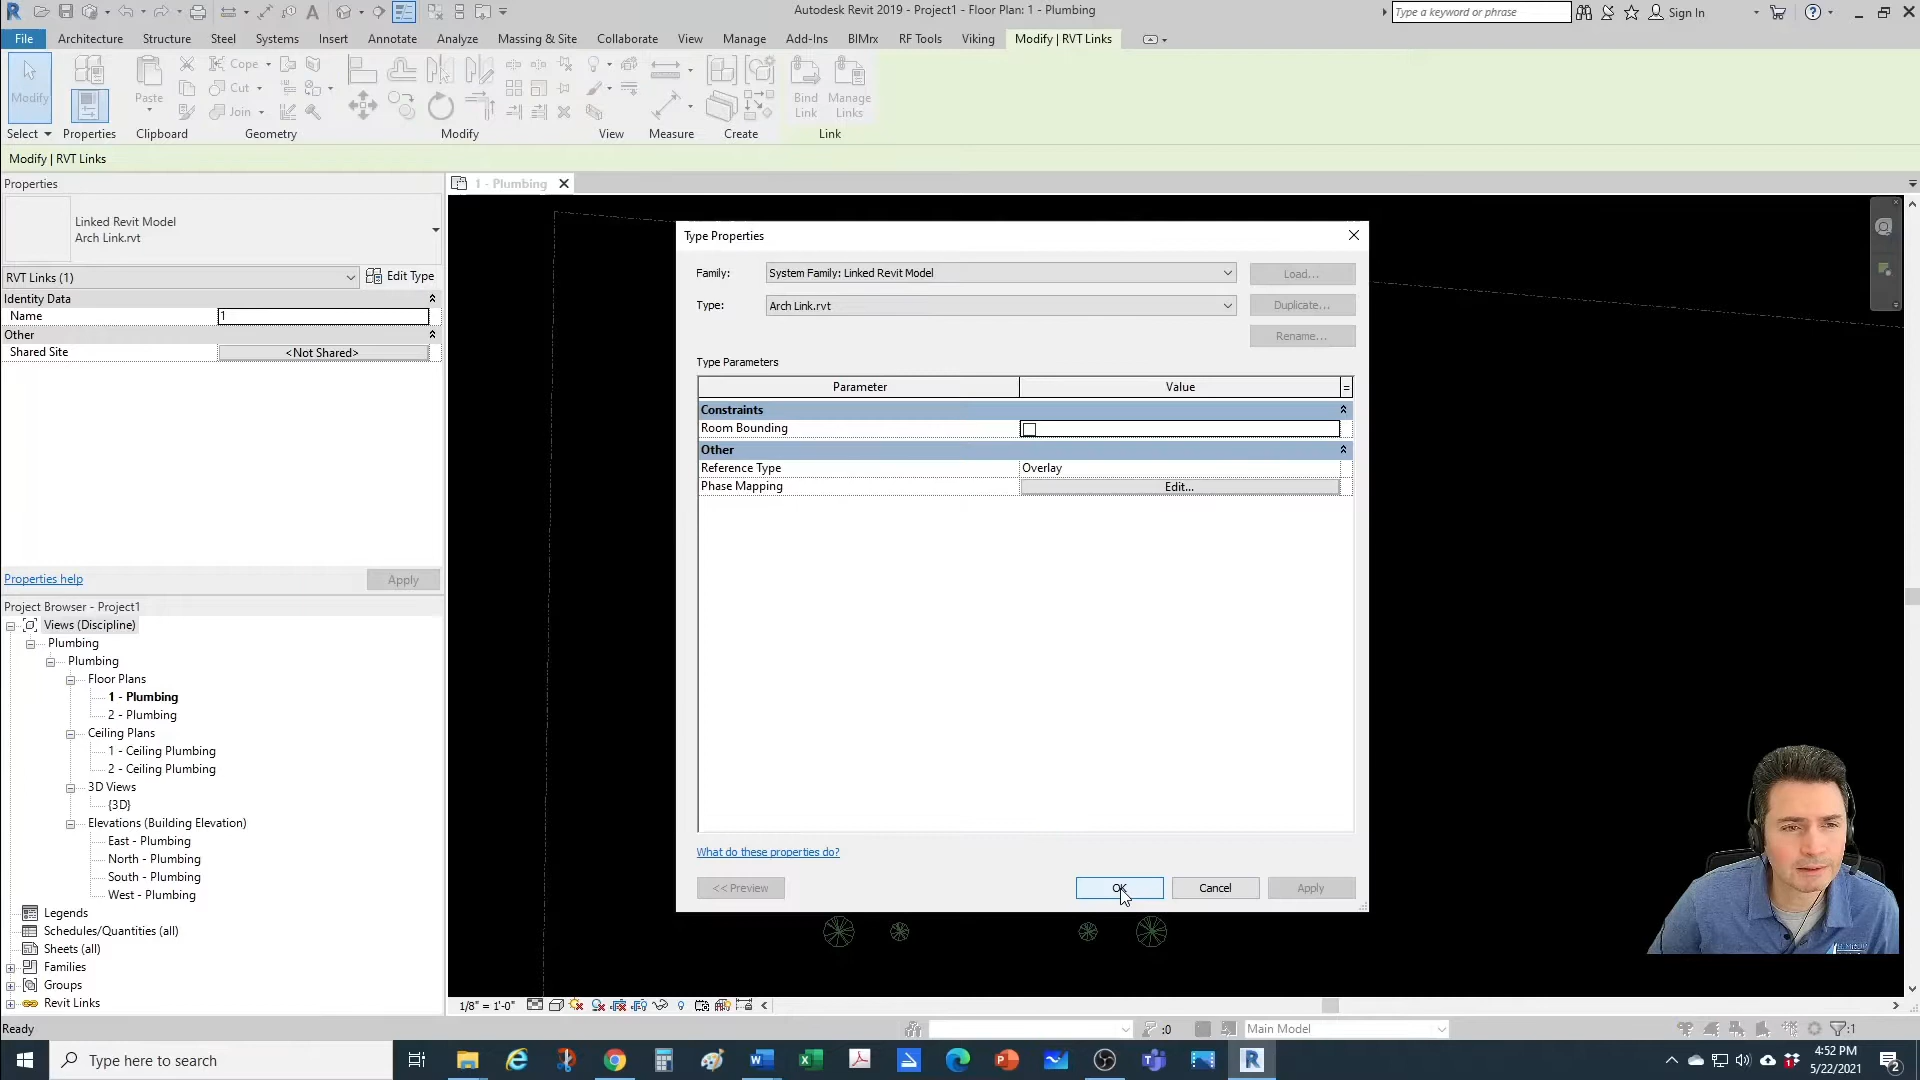 Autodesk Revit 2019 - Project1 - Floor Plan: 1 - Plumbing
Type a keyword or phrase
Sign In
File
Architecture
Structure
Steel
Systems
Insert
Annotate
Analyze
Massing & Site
Collaborate
View
Manage
Add-Ins
BIMrx
RF Tools
Viking
Modify | RVT Links
Modify
Paste
Cope
Cut
Join
Bind Link
Manage Links
Select
Properties
Clipboard
Geometry
Modify
View
Measure
Create
Link
Modify | RVT Links
Properties
1 - Plumbing
Linked Revit Model
Arch Link.rvt
RVT Links (1)
Edit Type
Identity Data
Name
1
Other
Shared Site
<Not Shared>
Properties help
Apply
Project Browser - Project1
Views (Discipline)
Plumbing
Plumbing
Floor Plans
1 - Plumbing
2 - Plumbing
Ceiling Plans
1 - Ceiling Plumbing
2 - Ceiling Plumbing
3D Views
{3D}
Elevations (Building Elevation)
East - Plumbing
North - Plumbing
South - Plumbing
West - Plumbing
Legends
Schedules/Quantities (all)
Sheets (all)
Families
Groups
Revit Links
Type Properties
Family:
System Family: Linked Revit Model
Load...
Type:
Arch Link.rvt
Duplicate...
Rename...
Type Parameters
Parameter
Value
=
Constraints
Room Bounding
Other
Reference Type
Overlay
Phase Mapping
Edit...
What do these properties do?
<< Preview
OK
Cancel
Apply
1/8" = 1'-0"
Ready
:0
Main Model
:1
Type here to search
4:52 PM
5/22/2021
2